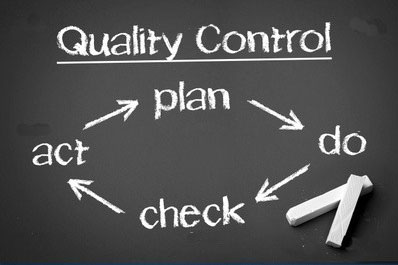 Quality Control
plan
do
check
act